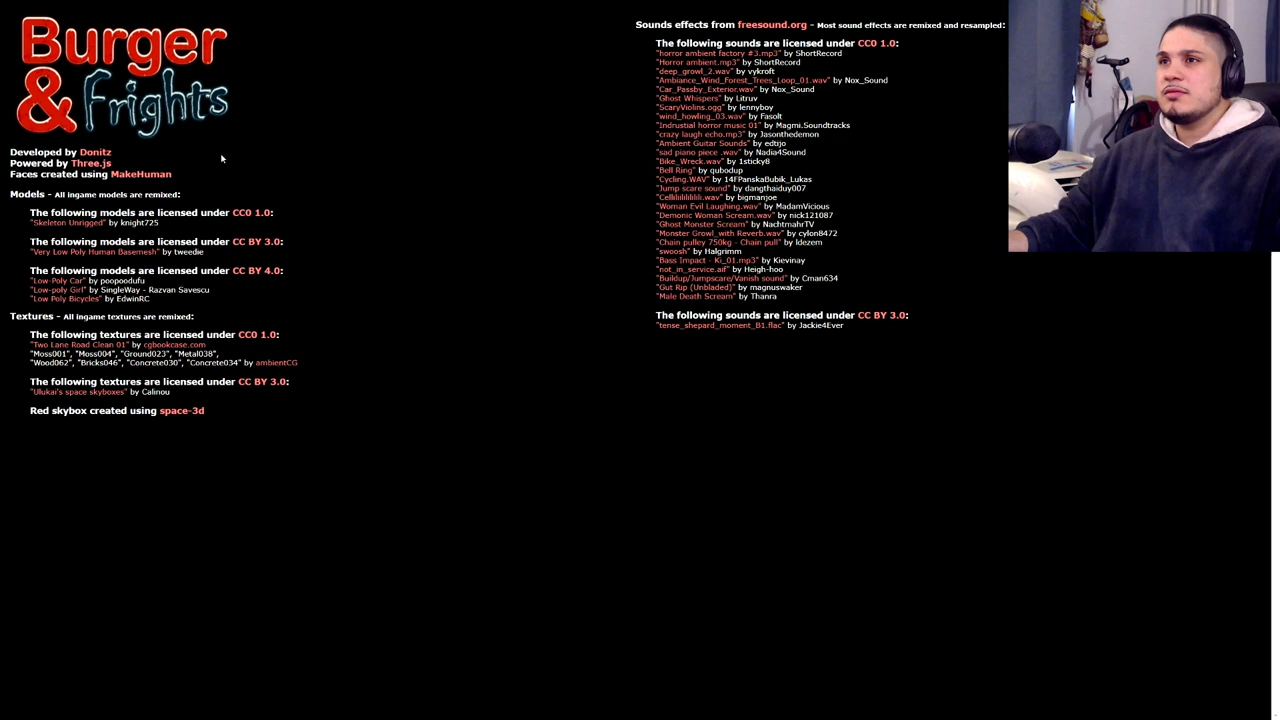 Burger
& Frights
Developed by Donitz
Powered by Three.js
Faces created using MakeHuman
Models - All ingame models are remixed:
The following models are licensed under CC0 1.0:
"Skeleton Unrigged" by knight725
The following models are licensed under CC BY 3.0:
"Very Low Poly Human Basemesh" by tweedie
The following models are licensed under CC BY 4.0:
"Low-Poly Car" by poopoodufu
"Low-poly Girl" by SingleWay - Razvan Savescu
"Low Poly Bicycles" by EdwinRC
Textures - All ingame textures are remixed:
The following textures are licensed under CC0 1.0:
"Two Lane Road Clean 01" by cgbookcase.com
"Moss001", "Moss004", "Ground023", "Metal038",
"Wood062", "Bricks046", "Concrete030", "Concrete034" by ambientCG
The following textures are licensed under CC BY 3.0:
"Ulukai's space skyboxes" by Calinou
Red skybox created using space-3d
Sounds effects from freesound.org - Most sound effects are remixed and resampled:
The following sounds are licensed under CC0 1.0:
"horror ambient factory #3.mp3" by ShortRecord
"Horror ambient.mp3" by ShortRecord
"deep_growl_2.wav" by vykroft
"Ambiance_Wind_Forest_Trees_Loop_01.wav" by Nox_Sound
"Car_Passby_Exterior.wav" by Nox_Sound
"Ghost Whispers" by Litruv
"ScaryViolins.ogg" by lennyboy
"wind_howling_03.wav" by Fasolt
"Indrustial horror music 01" by Magmi.Soundtracks
"crazy laugh echo.mp3" by Jasonthedemon
"Ambient Guitar Sounds" by edtijo
"sad piano piece .wav" by Nadia4Sound
"Bike_Wreck.wav" by 1sticky8
"Bell Ring" by qubodup
"Cycling.WAV" by 14FPanskaBubik_Lukas
"Jump scare sound" by dangthaiduy007
"Cellliliililililili.wav" by bigmanjoe
"Woman Evil Laughing.wav" by MadamVicious
"Demonic Woman Scream.wav" by nick121087
"Ghost Monster Scream" by NachtmahrTV
"Monster Growl_with Reverb.wav" by cylon8472
"Chain pulley 750kg - Chain pull" by ldezem
"swoosh" by Halgrimm
"Bass Impact - Ki_01.mp3" by Kievinay
"not_in_service.aif" by Heigh-hoo
"Buildup/Jumpscare/Vanish sound" by Cman634
"Gut Rip (Unbladed)" by magnuswaker
"Male Death Scream" by Thanra
The following sounds are licensed under CC BY 3.0:
"tense_shepard_moment_B1.flac" by Jackie4Ever